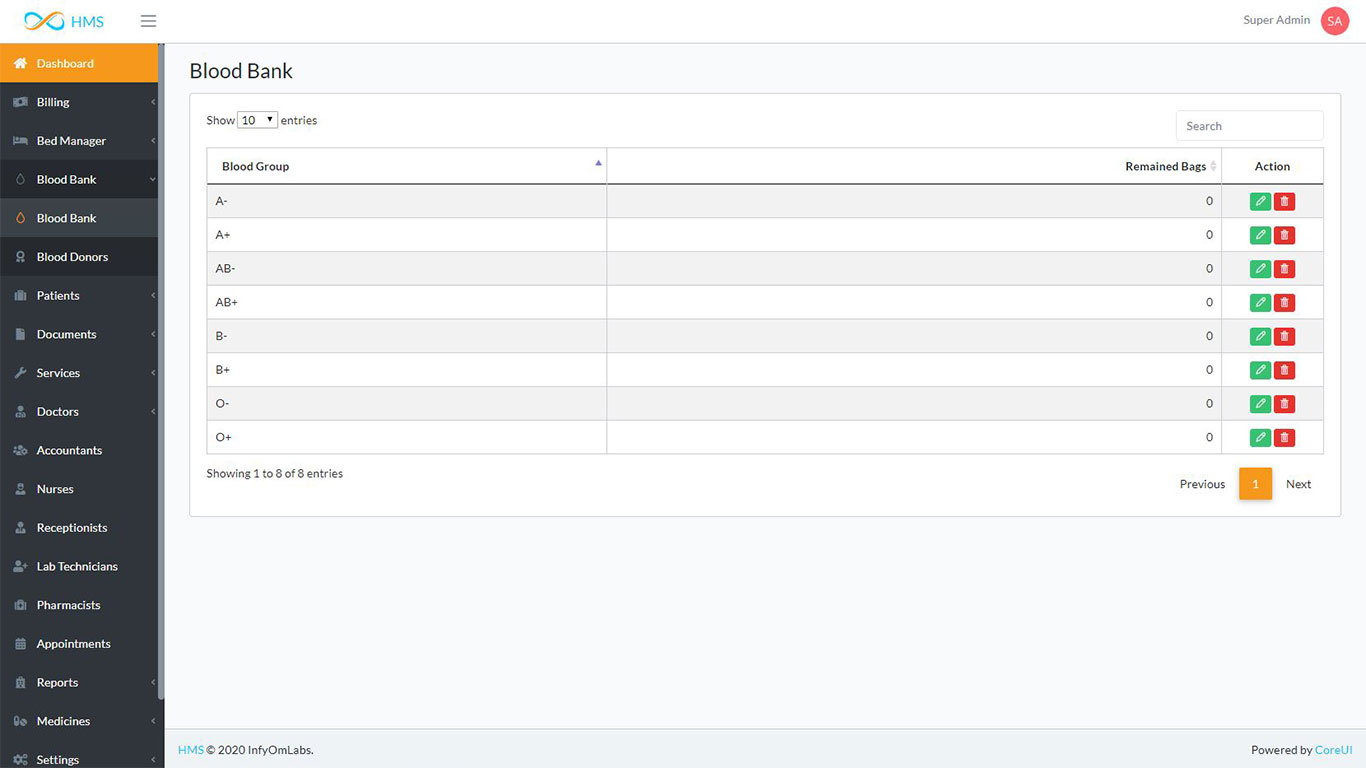 HMS
Super Admin
SA
Dashboard
Billing
Bed Manager
Blood Bank
Blood Bank
Blood Donors
Patients
Documents
Services
Doctors
Accountants
Nurses
Receptionists
Lab Technicians
Pharmacists
Appointments
Reports
Medicines
Settings
Blood Bank
Show 10 entries
Search
Blood Group Remained Bags Action
A- 0
A+ 0
AB- 0
AB+ 0
B- 0
B+ 0
O- 0
O+ 0
Showing 1 to 8 of 8 entries
Previous 1 Next
HMS © 2020 InfyOmLabs.
Powered by CoreUI